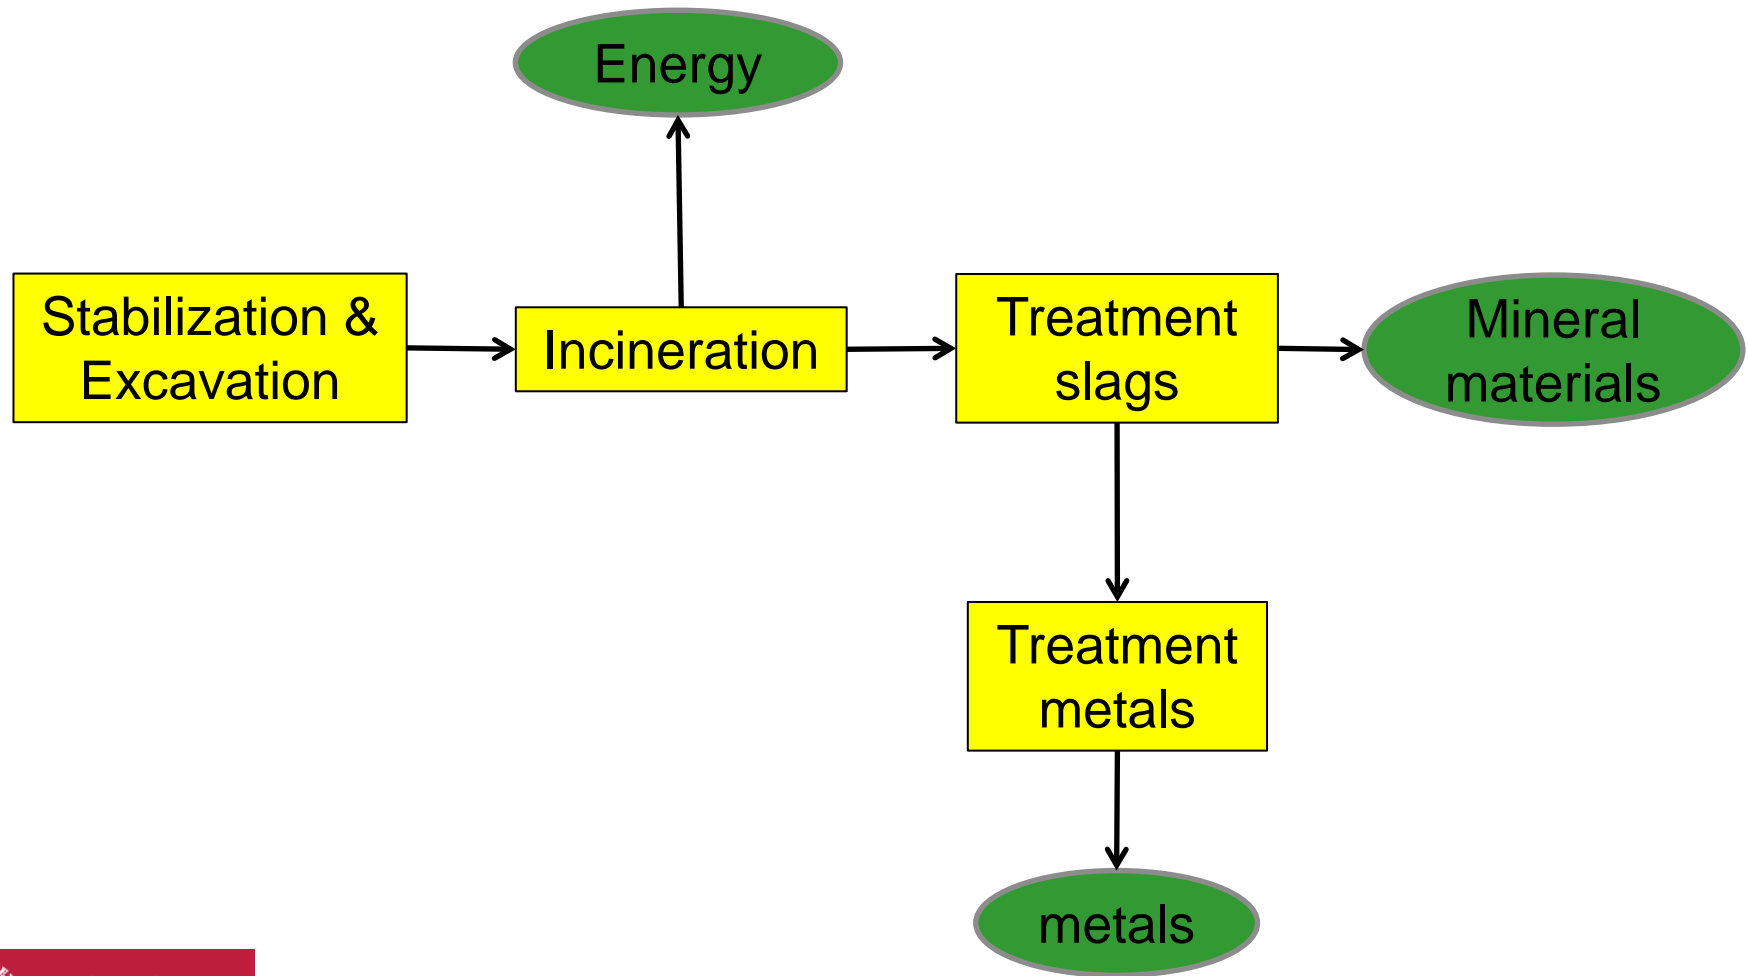 Energy
Stabilization &
Excavation
Incineration
Treatment
slags
Mineral
materials
Treatment
metals
metals